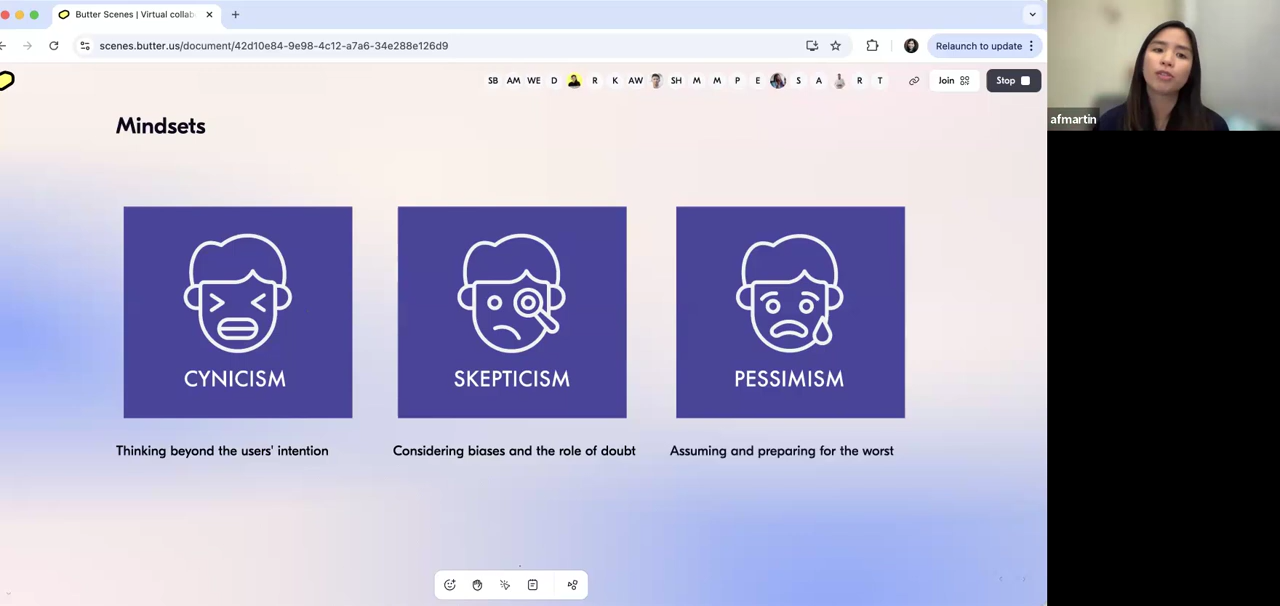 Butter Scenes | Virtual collab
scenes.butter.us/document/42d10e84-9e98-4c12-a7a6-34e288e126d9
Relaunch to update
SB AM WE D R K AW SH M M P E S A R T
Join
Stop
afmartin
Mindsets
CYNICISM
SKEPTICISM
PESSIMISM
Thinking beyond the users' intention
Considering biases and the role of doubt
Assuming and preparing for the worst